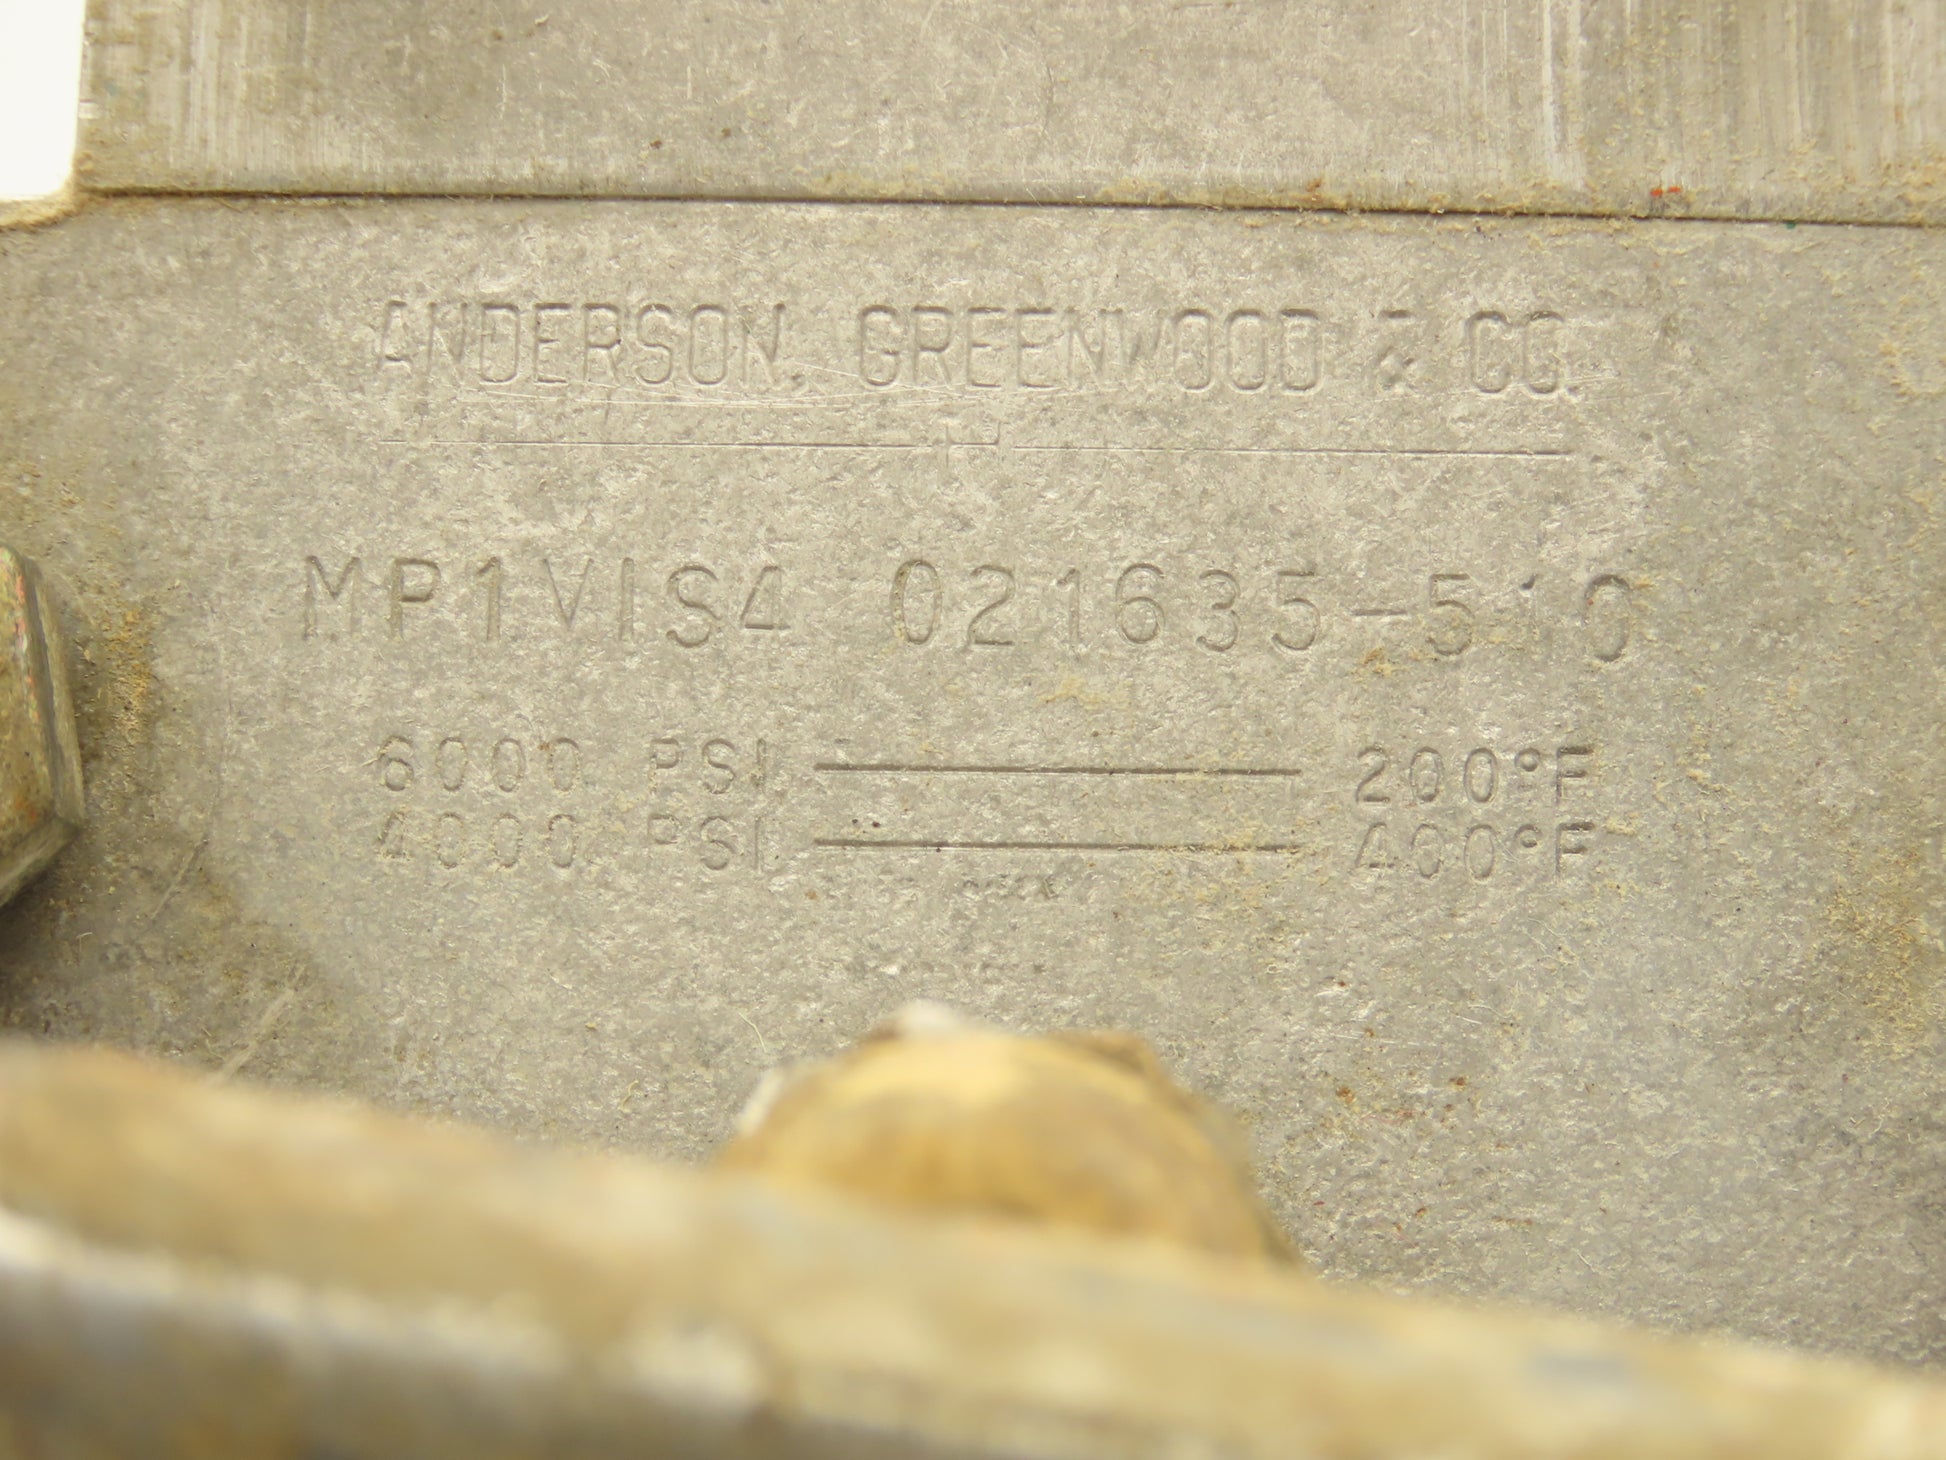 ANDERSON, GREENWOOD & CO.
H
MP1VIS4 021635-510
6000 PSI 200°F
4000 PSI 400°F